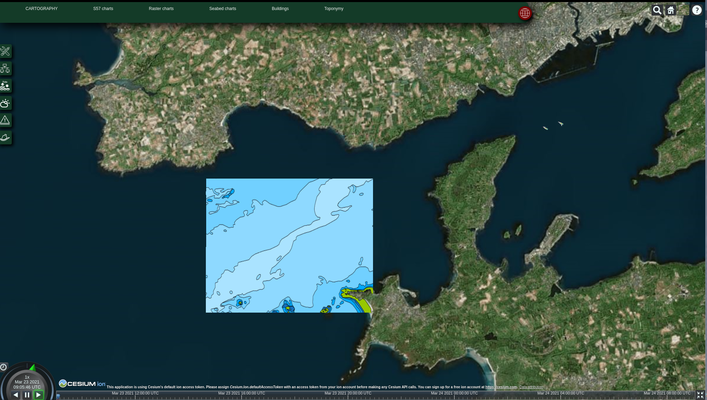 CARTOGRAPHY S57 charts Raster charts Seabed charts Buildings Toponymy
1x
Mar 23 2021
CESIUM ion This application is using Cesium's default ion access token. Please assign Cesium.Ion.defaultAccessToken with an access token from your ion account before making any Cesium API calls. You can sign up for a free ion account at https://cesium.com.
Mar 23 2021 12:00:00 UTC Mar 23 2021 16:00:00 UTC Mar 23 2021 20:00:00 UTC Mar 24 2021 00:00:00 UTC Mar 24 2021 04:00:00 UTC Mar 24 2021 08:00:00 UTC